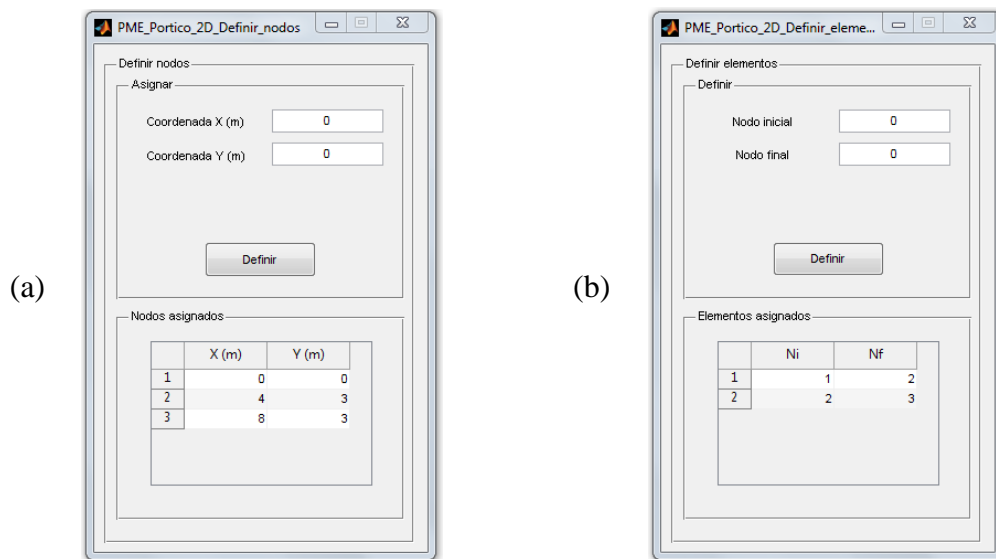 (a)
PME_Portico_2D_Definir_nodos
Definir nodos
Asignar
Coordenada X (m) 0
Coordenada Y (m) 0
Definir
Nodos asignados
X (m) Y (m)
1 0 0
2 4 3
3 8 3
(b)
PME_Portico_2D_Definir_eleme...
Definir elementos
Definir
Nodo inicial 0
Nodo final 0
Definir
Elementos asignados
Ni Nf
1 1 2
2 2 3